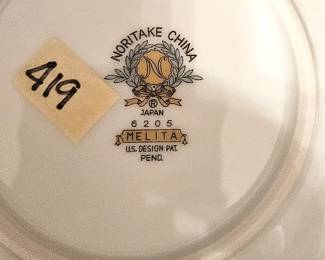 419
NORITAKE CHINA
N
®
JAPAN
6205
MELITA
U.S. DESIGN PAT.
PEND.